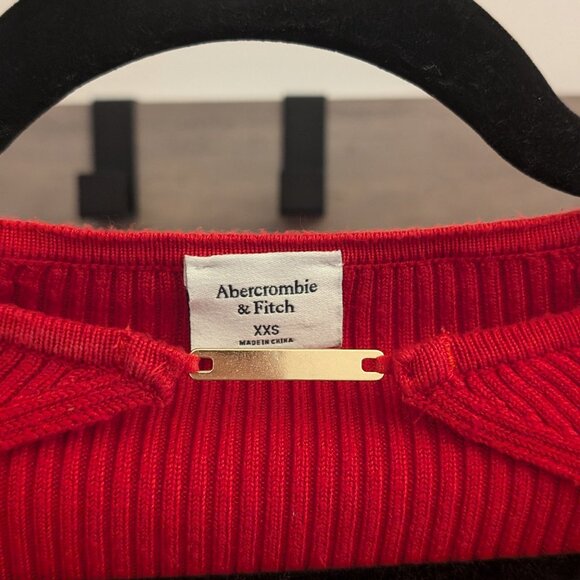 Abercrombie
& Fitch
XXS
MADE IN CHINA